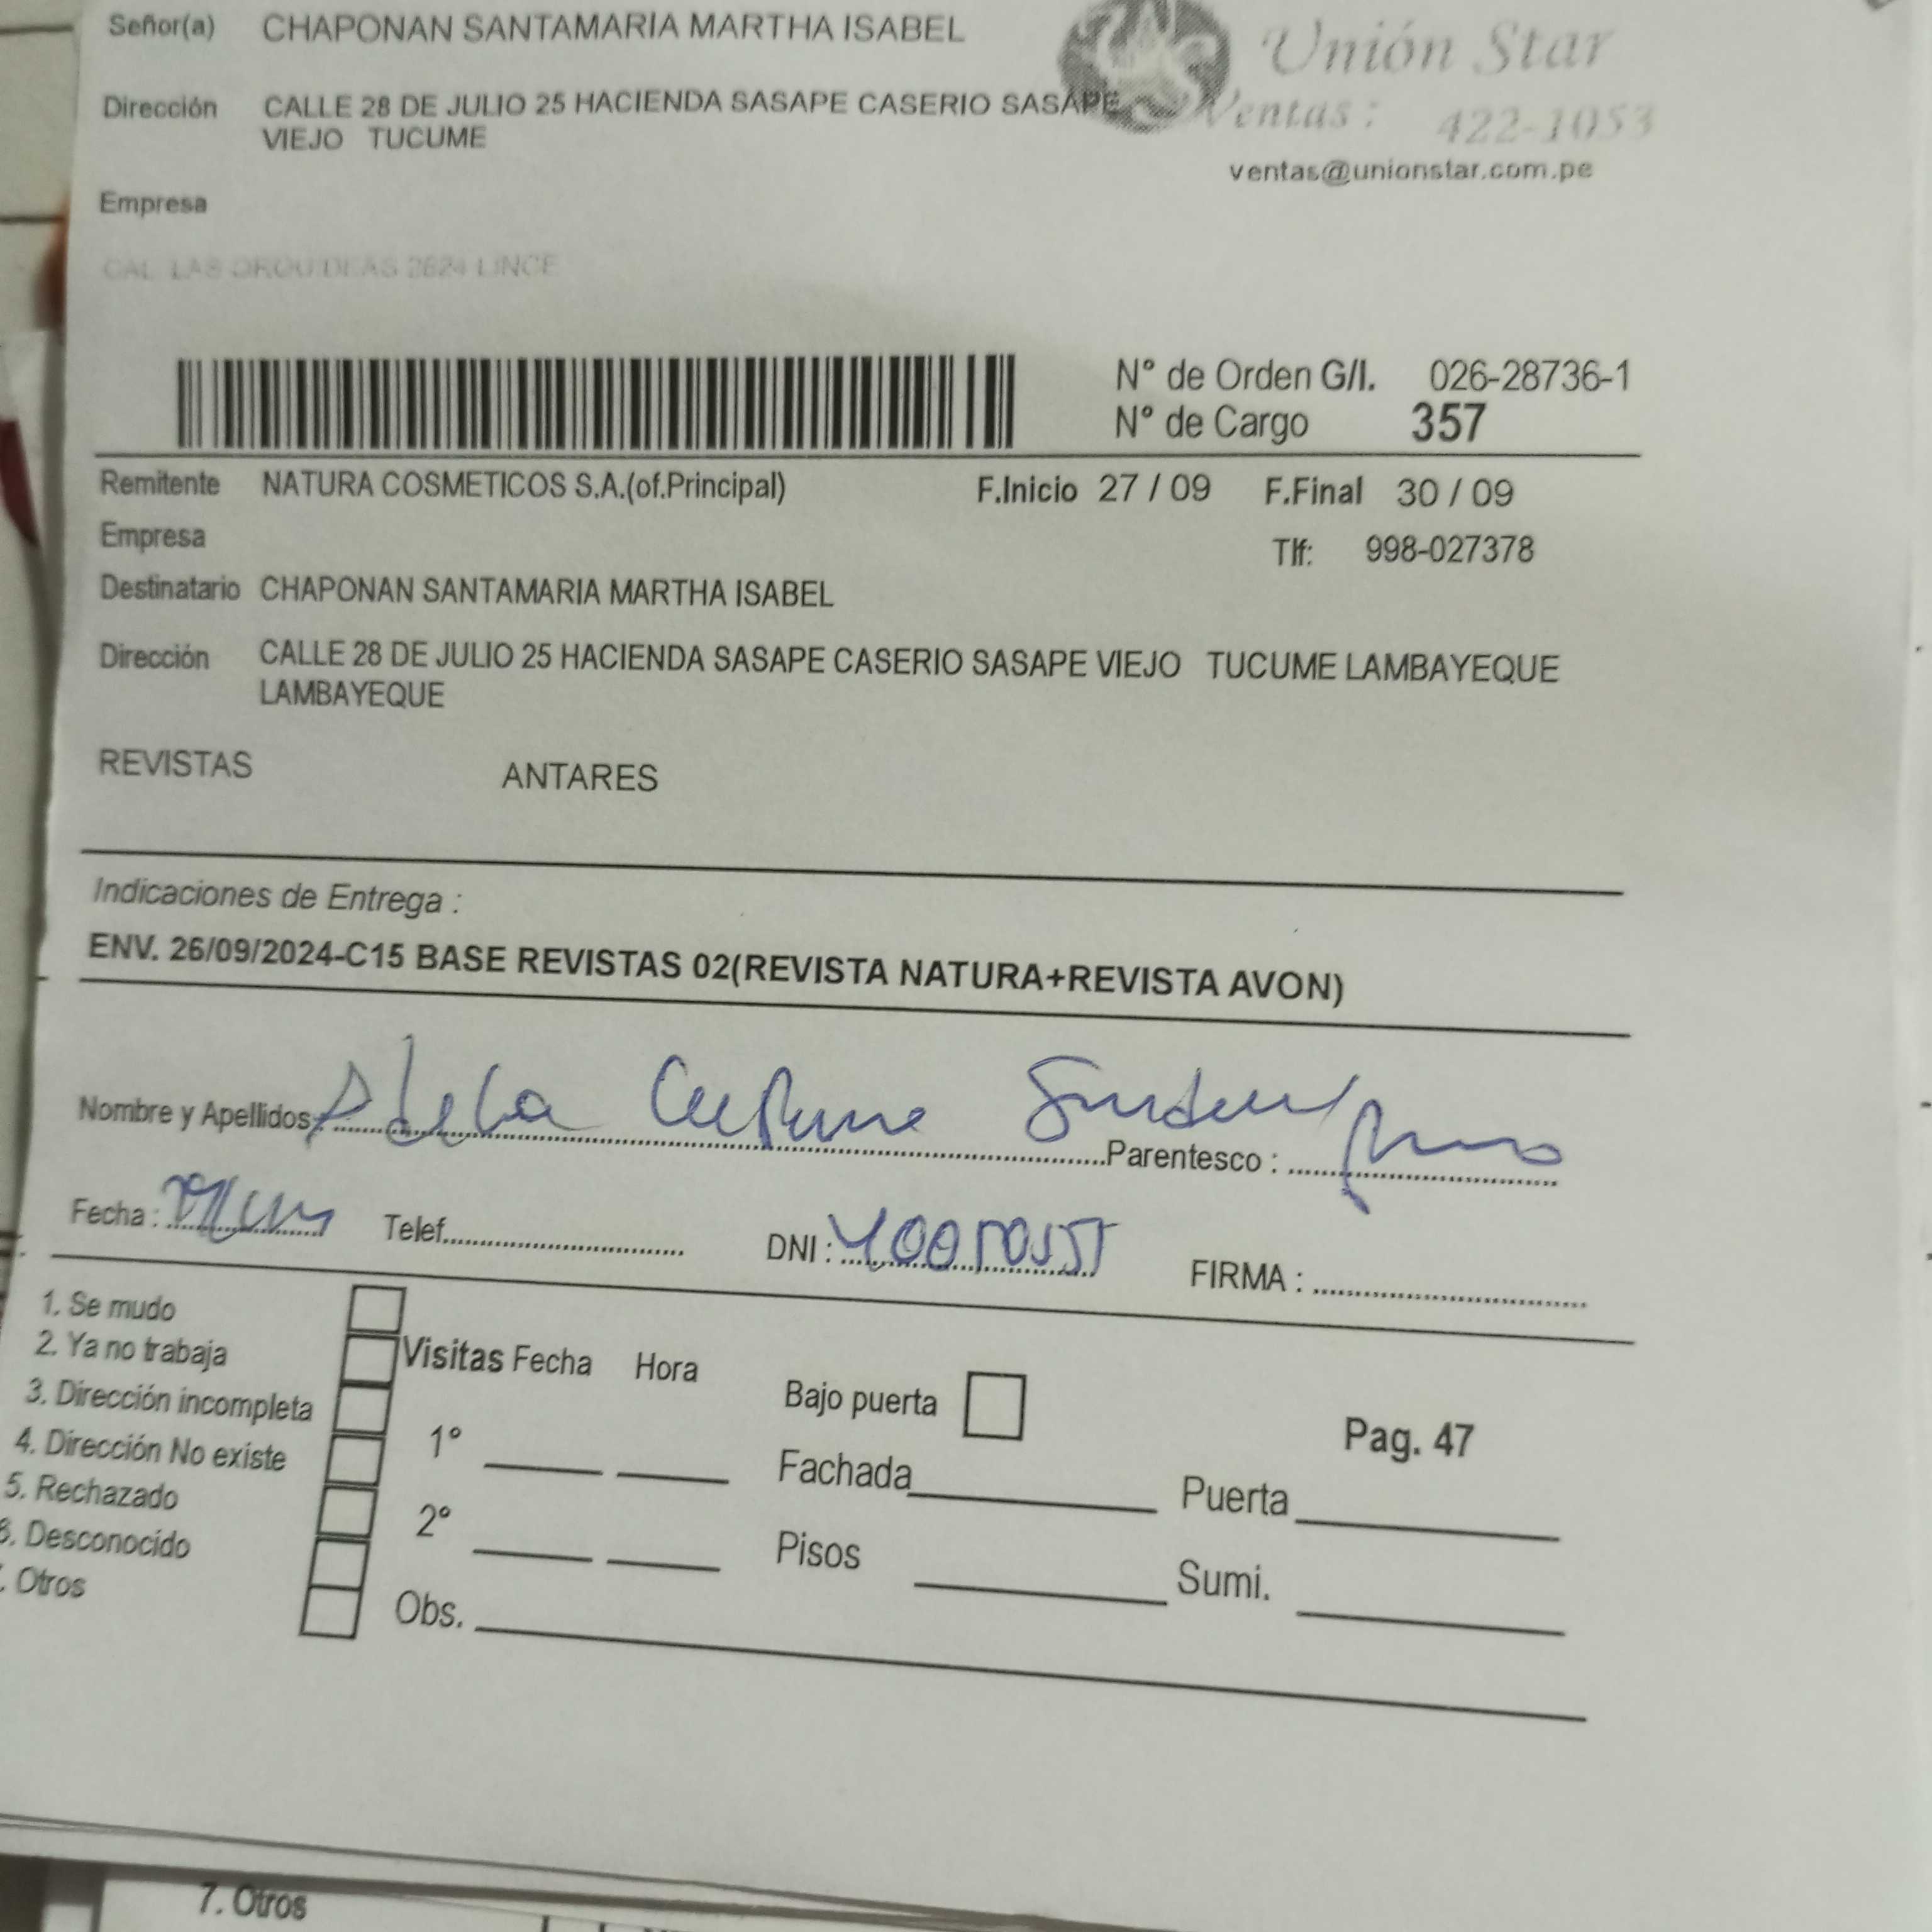 Señor(a) CHAPONAN SANTAMARIA MARTHA ISABEL
Unión Star
Dirección CALLE 28 DE JULIO 25 HACIENDA SASAPE CASERIO SASAPE
VIEJO TUCUME
Ventas: 422-1053
ventas@unionstar.com.pe
Empresa
CAL LAS ORQUIDEAS 2624 LINCE
N° de Orden G/I. 026-28736-1
N° de Cargo 357
Remitente NATURA COSMETICOS S.A.(of.Principal) F.Inicio 27 / 09 F.Final 30 / 09
Empresa
Tlf: 998-027378
Destinatario CHAPONAN SANTAMARIA MARTHA ISABEL
Dirección CALLE 28 DE JULIO 25 HACIENDA SASAPE CASERIO SASAPE VIEJO TUCUME LAMBAYEQUE
LAMBAYEQUE
REVISTAS ANTARES
Indicaciones de Entrega :
ENV. 26/09/2024-C15 BASE REVISTAS 02(REVISTA NATURA+REVISTA AVON)
Nombre y Apellidos: Parentesco :
Fecha : Telef. DNI : FIRMA :
1. Se mudo
2. Ya no trabaja
3. Dirección incompleta
4. Dirección No existe
5. Rechazado
6. Desconocido
. Otros
Visitas Fecha Hora
1°
2°
Obs.
Bajo puerta
Pag. 47
Fachada Puerta
Pisos Sumi.
7. Otros